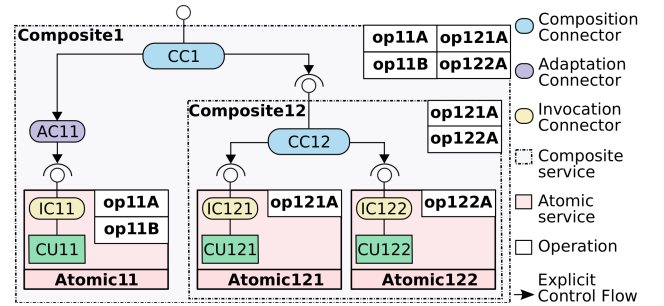 Composite1
CC1
op11A
op121A
op11B
op122A
AC11
Composite12
op121A
op122A
CC12
IC11
op11A
op11B
CU11
Atomic11
IC121
op121A
CU121
Atomic121
IC122
op122A
CU122
Atomic122
Composition
Connector
Adaptation
Connector
Invocation
Connector
Composite
service
Atomic
service
Operation
Explicit
Control Flow